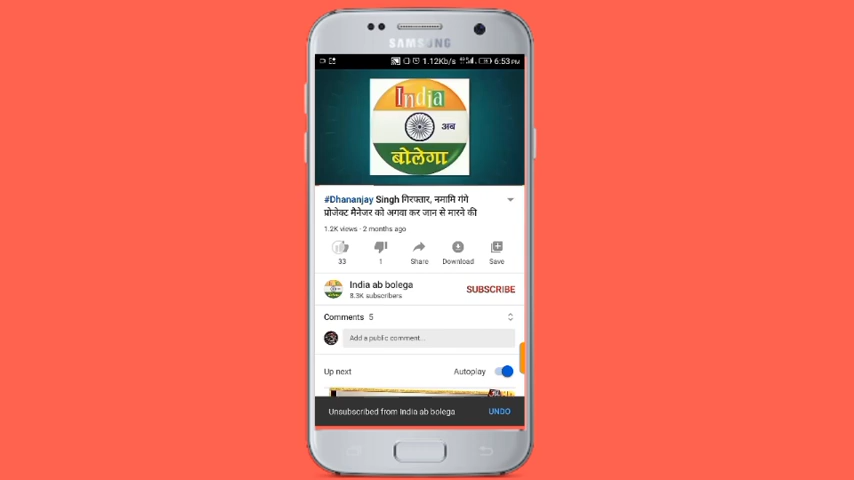 SAMSUNG
1.12Kb/s 6:53 PM
India
अब
बोलेगा
#Dhananjay Singh गिरफ्तार, नमामि गंगे
प्रोजेक्ट मैनेजर को अगवा कर जान से मारने की
1.2K views · 2 months ago
33 1 Share Download Save
India ab bolega
8.3K subscribers
SUBSCRIBE
Comments 5
Add a public comment...
Up next Autoplay
Unsubscribed from India ab bolega UNDO